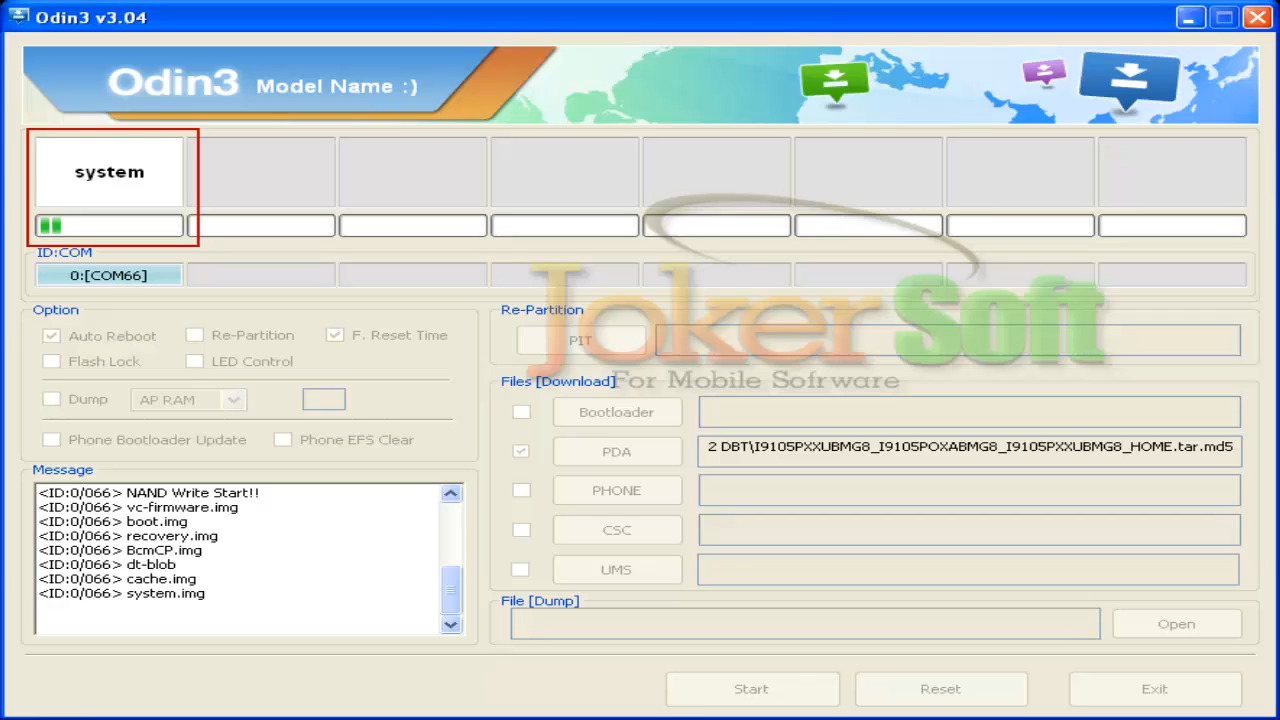 Odin3 v3.04
Odin3 Model Name :)
system
ID:COM
0:[COM66]
Option
Auto Reboot
Re-Partition
F. Reset Time
Flash Lock
LED Control
Dump
AP RAM
Phone Bootloader Update
Phone EFS Clear
Message
<ID:0/066> NAND Write Start!!
<ID:0/066> vc-firmware.img
<ID:0/066> boot.img
<ID:0/066> recovery.img
<ID:0/066> BcmCP.img
<ID:0/066> dt-blob
<ID:0/066> cache.img
<ID:0/066> system.img
Re-Partition
PIT
JokerSoft
For Mobile Sofrware
Files [Download]
Bootloader
PDA
2 DBT\I9105PXXUBMG8_I9105POXABMG8_I9105PXXUBMG8_HOME.tar.md5
PHONE
CSC
UMS
File [Dump]
Open
Start
Reset
Exit